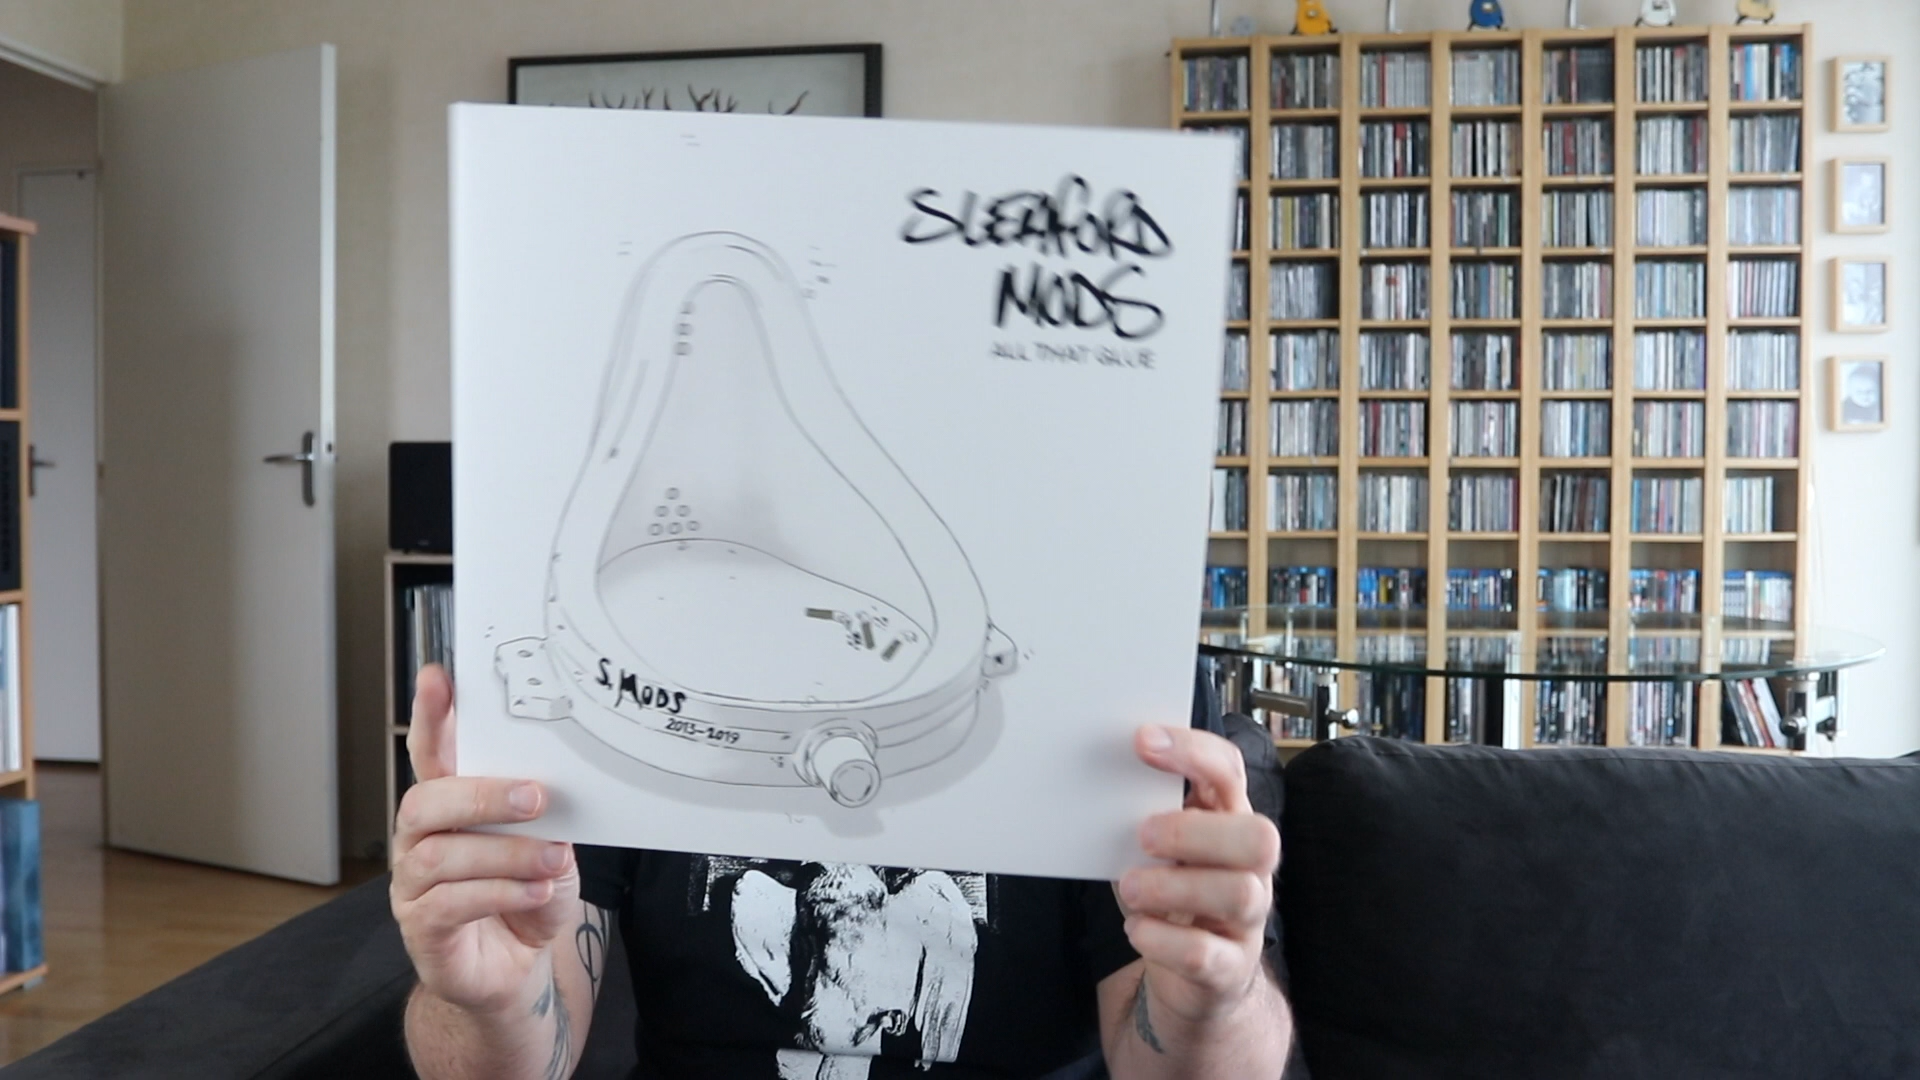 SLEAFORD
MODS
ALL THAT GLUE
S. MODS
2013-2019